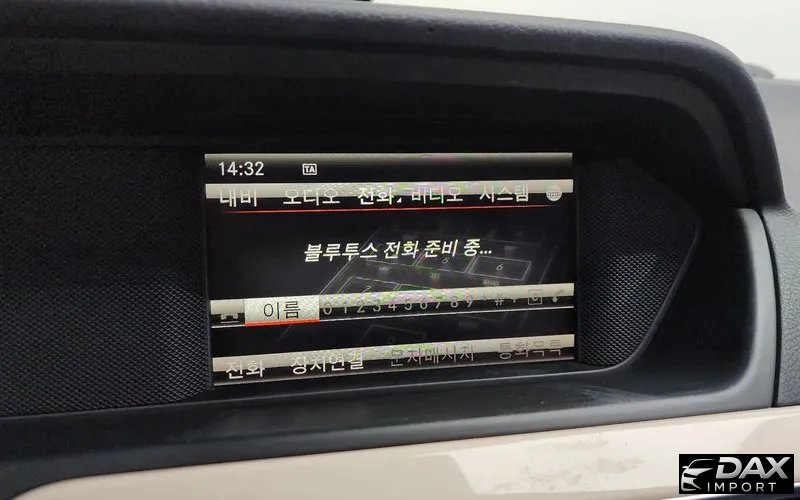 14:32 TA
내비 오디오 전화 비디오 시스템
블루투스 전화 준비 중...
이름 0 1 2 3 4 5 6 7 8 9 * # +
전화 장치연결 문자메시지 통화목록
DAX
IMPORT